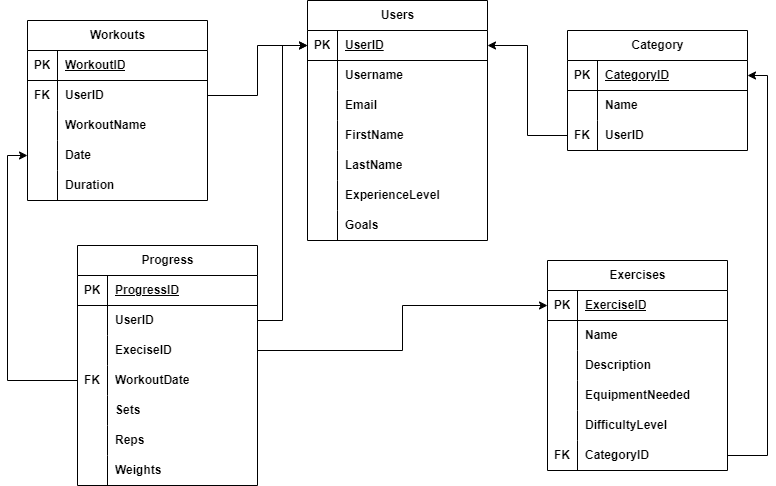 Workouts
PK WorkoutID
FK UserID
WorkoutName
Date
Duration
Users
PK UserID
Username
Email
FirstName
LastName
ExperienceLevel
Goals
Category
PK CategoryID
Name
FK UserID
Progress
PK ProgressID
UserID
ExeciseID
FK WorkoutDate
Sets
Reps
Weights
Exercises
PK ExerciseID
Name
Description
EquipmentNeeded
DifficultyLevel
FK CategoryID